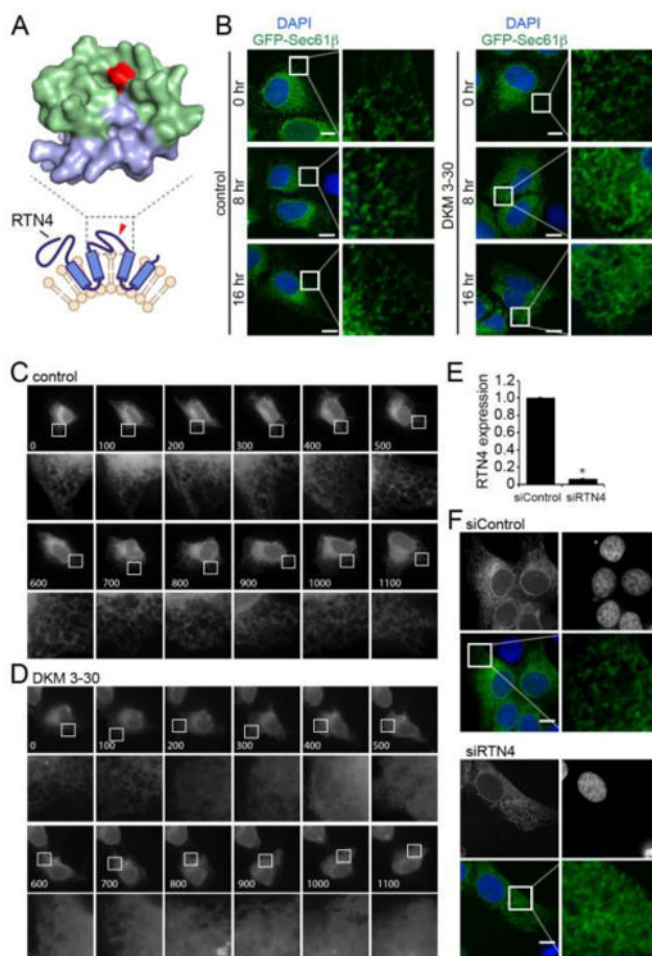 A
RTN4
B
DAPI
GFP-Sec61β
DAPI
GFP-Sec61β
control
0 hr
8 hr
16 hr
DKM 3-30
0 hr
8 hr
16 hr
C control
0 100 200 300 400 500
600 700 800 900 1000 1100
D DKM 3-30
0 100 200 300 400 500
600 700 800 900 1000 1100
E
RTN4 expression
1.2
1.0
0.8
0.6
0.4
0.2
0
*
siControl siRTN4
F siControl
siRTN4